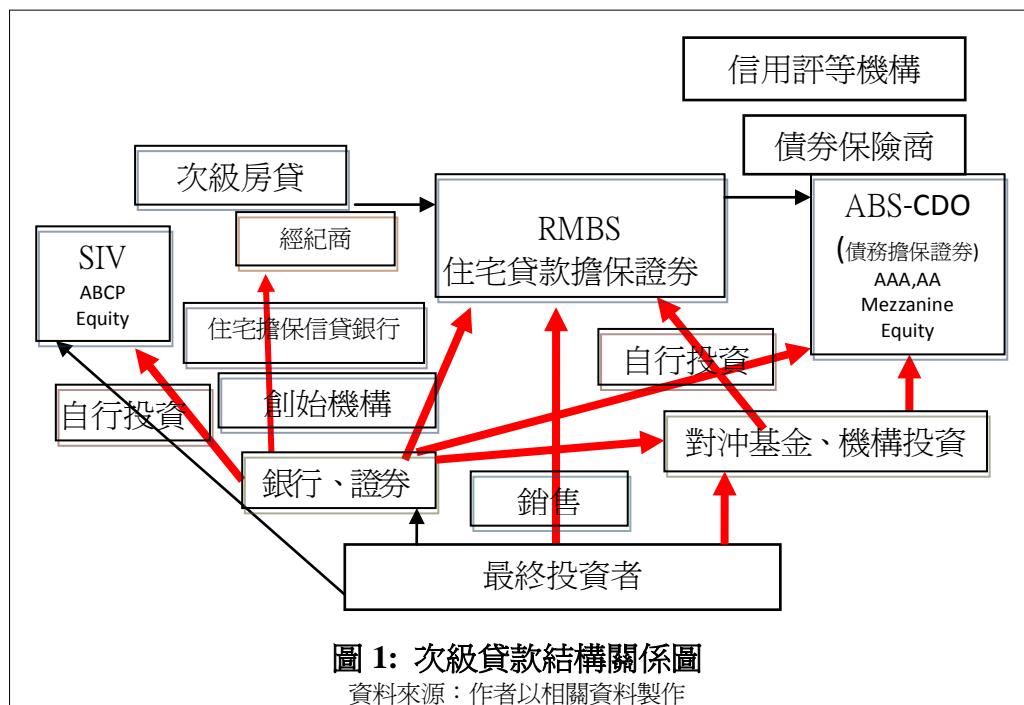 信用評等機構
債券保險商
次級房貸
經紀商
SIV
ABCP
Equity
RMBS
住宅貸款擔保證券
ABS-CDO
(債務擔保證券)
AAA,AA
Mezzanine
Equity
住宅擔保信貸銀行
自行投資
自行投資
創始機構
對沖基金、機構投資
銀行、證券
銷售
最終投資者
圖 1: 次級貸款結構關係圖
資料來源：作者以相關資料製作